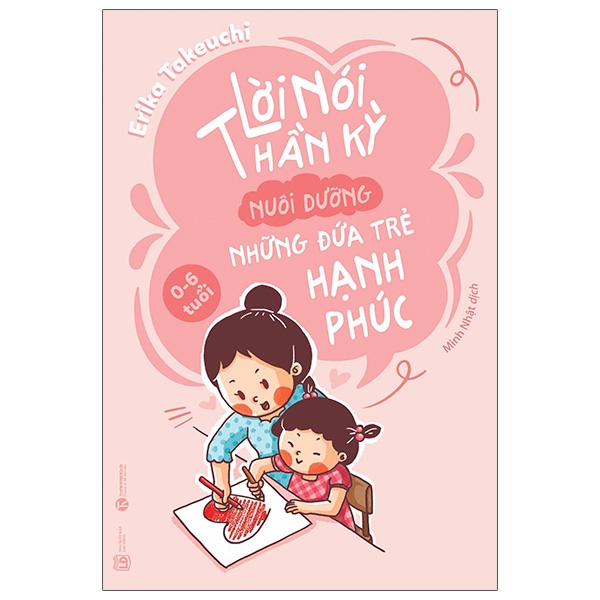 Erika Takeuchi
LỜI NÓI
THẦN KỲ
NUÔI DƯỠNG
NHỮNG ĐỨA TRẺ
HẠNH
PHÚC
0-6
tuổi
Minh Nhật dịch